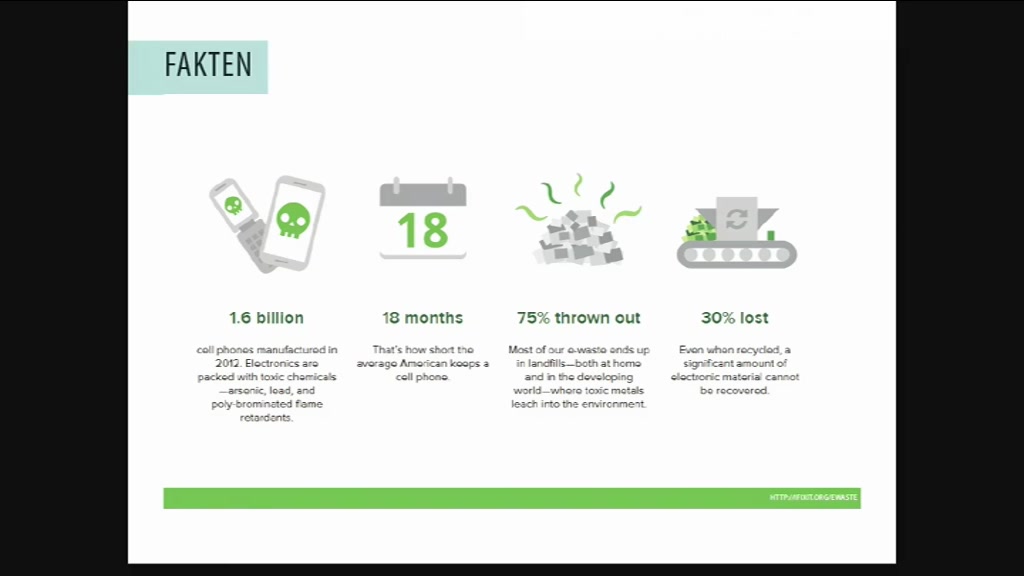 FAKTEN
18
1.6 billion
cell phones manufactured in
2012. Electronics are
packed with toxic chemicals
—arsenic, lead, and
poly-brominated flame
retardants.
18 months
That's how short the
average American keeps a
cell phone.
75% thrown out
Most of our e-waste ends up
in landfills—both at home
and in the developing
world—where toxic metals
leach into the environment.
30% lost
Even when recycled, a
significant amount of
electronic material cannot
be recovered.
HTTP://IFIXIT.ORG/EWASTE